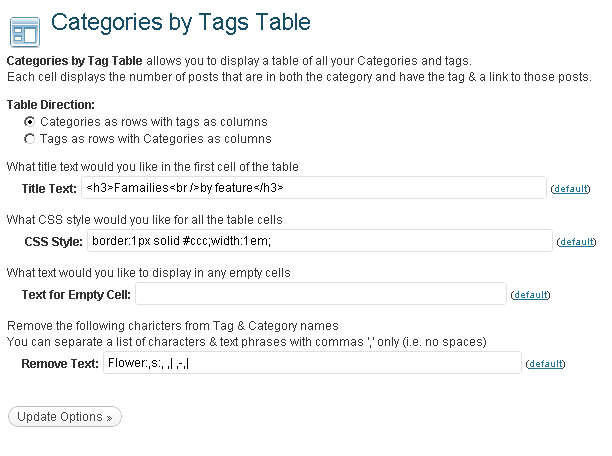 Categories by Tags Table
Categories by Tag Table allows you to display a table of all your Categories and tags.
Each cell displays the number of posts that are in both the category and have the tag & a link to those posts.
Table Direction:
Categories as rows with tags as columns
Tags as rows with Categories as columns
What title text would you like in the first cell of the table
Title Text: <h3>Famailies<br />by feature</h3> (default)
What CSS style would you like for all the table cells
CSS Style: border:1px solid #ccc;width:1em; (default)
What text would you like to display in any empty cells
Text for Empty Cell: (default)
Remove the following charicters from Tag & Category names
You can separate a list of characters & text phrases with commas ',' only (i.e. no spaces)
Remove Text: Flower:,s:, ,| ,-,| (default)
Update Options »